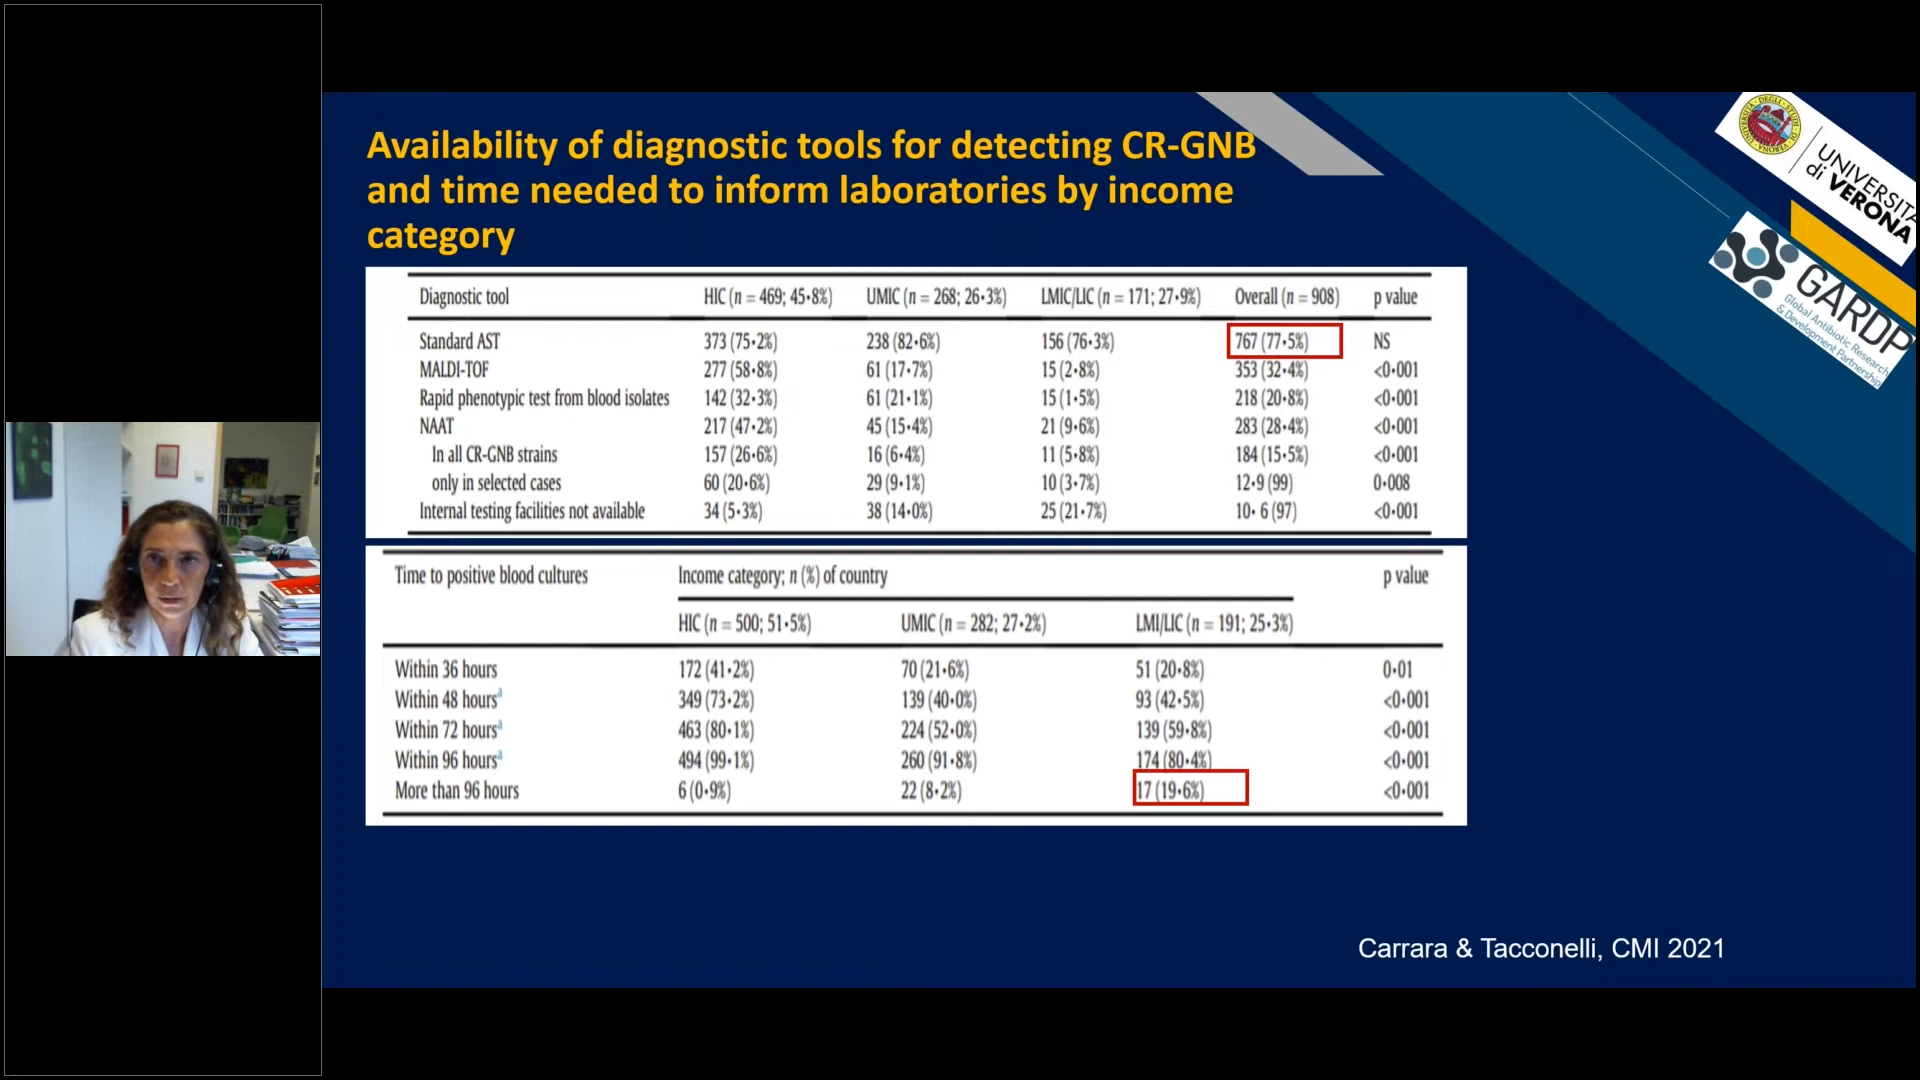 Availability of diagnostic tools for detecting CR-GNB
and time needed to inform laboratories by income
category
Diagnostic tool HIC (n = 469; 45·8%) UMIC (n = 268; 26·3%) LMIC/LIC (n = 171; 27·9%) Overall (n = 908) p value
Standard AST 373 (75·2%) 238 (82·6%) 156 (76·3%) 767 (77·5%) NS
MALDI-TOF 277 (58·8%) 61 (17·7%) 15 (2·8%) 353 (32·4%) <0·001
Rapid phenotypic test from blood isolates 142 (32·3%) 61 (21·1%) 15 (1·5%) 218 (20·8%) <0·001
NAAT 217 (47·2%) 45 (15·4%) 21 (9·6%) 283 (28·4%) <0·001
In all CR-GNB strains 157 (26·6%) 16 (6·4%) 11 (5·8%) 184 (15·5%) <0·001
only in selected cases 60 (20·6%) 29 (9·1%) 10 (3·7%) 12·9 (99) 0·008
Internal testing facilities not available 34 (5·3%) 38 (14·0%) 25 (21·7%) 10· 6 (97) <0·001
Time to positive blood cultures Income category; n (%) of country p value
HIC (n = 500; 51·5%) UMIC (n = 282; 27·2%) LMI/LIC (n = 191; 25·3%)
Within 36 hours 172 (41·2%) 70 (21·6%) 51 (20·8%) 0·01
Within 48 hoursª 349 (73·2%) 139 (40·0%) 93 (42·5%) <0·001
Within 72 hoursª 463 (80·1%) 224 (52·0%) 139 (59·8%) <0·001
Within 96 hoursª 494 (99·1%) 260 (91·8%) 174 (80·4%) <0·001
More than 96 hours 6 (0·9%) 22 (8·2%) 17 (19·6%) <0·001
Carrara & Tacconelli, CMI 2021
UNIVERSITA
di VERONA
GARDP
Global Antibiotic Research
& Development Partnership